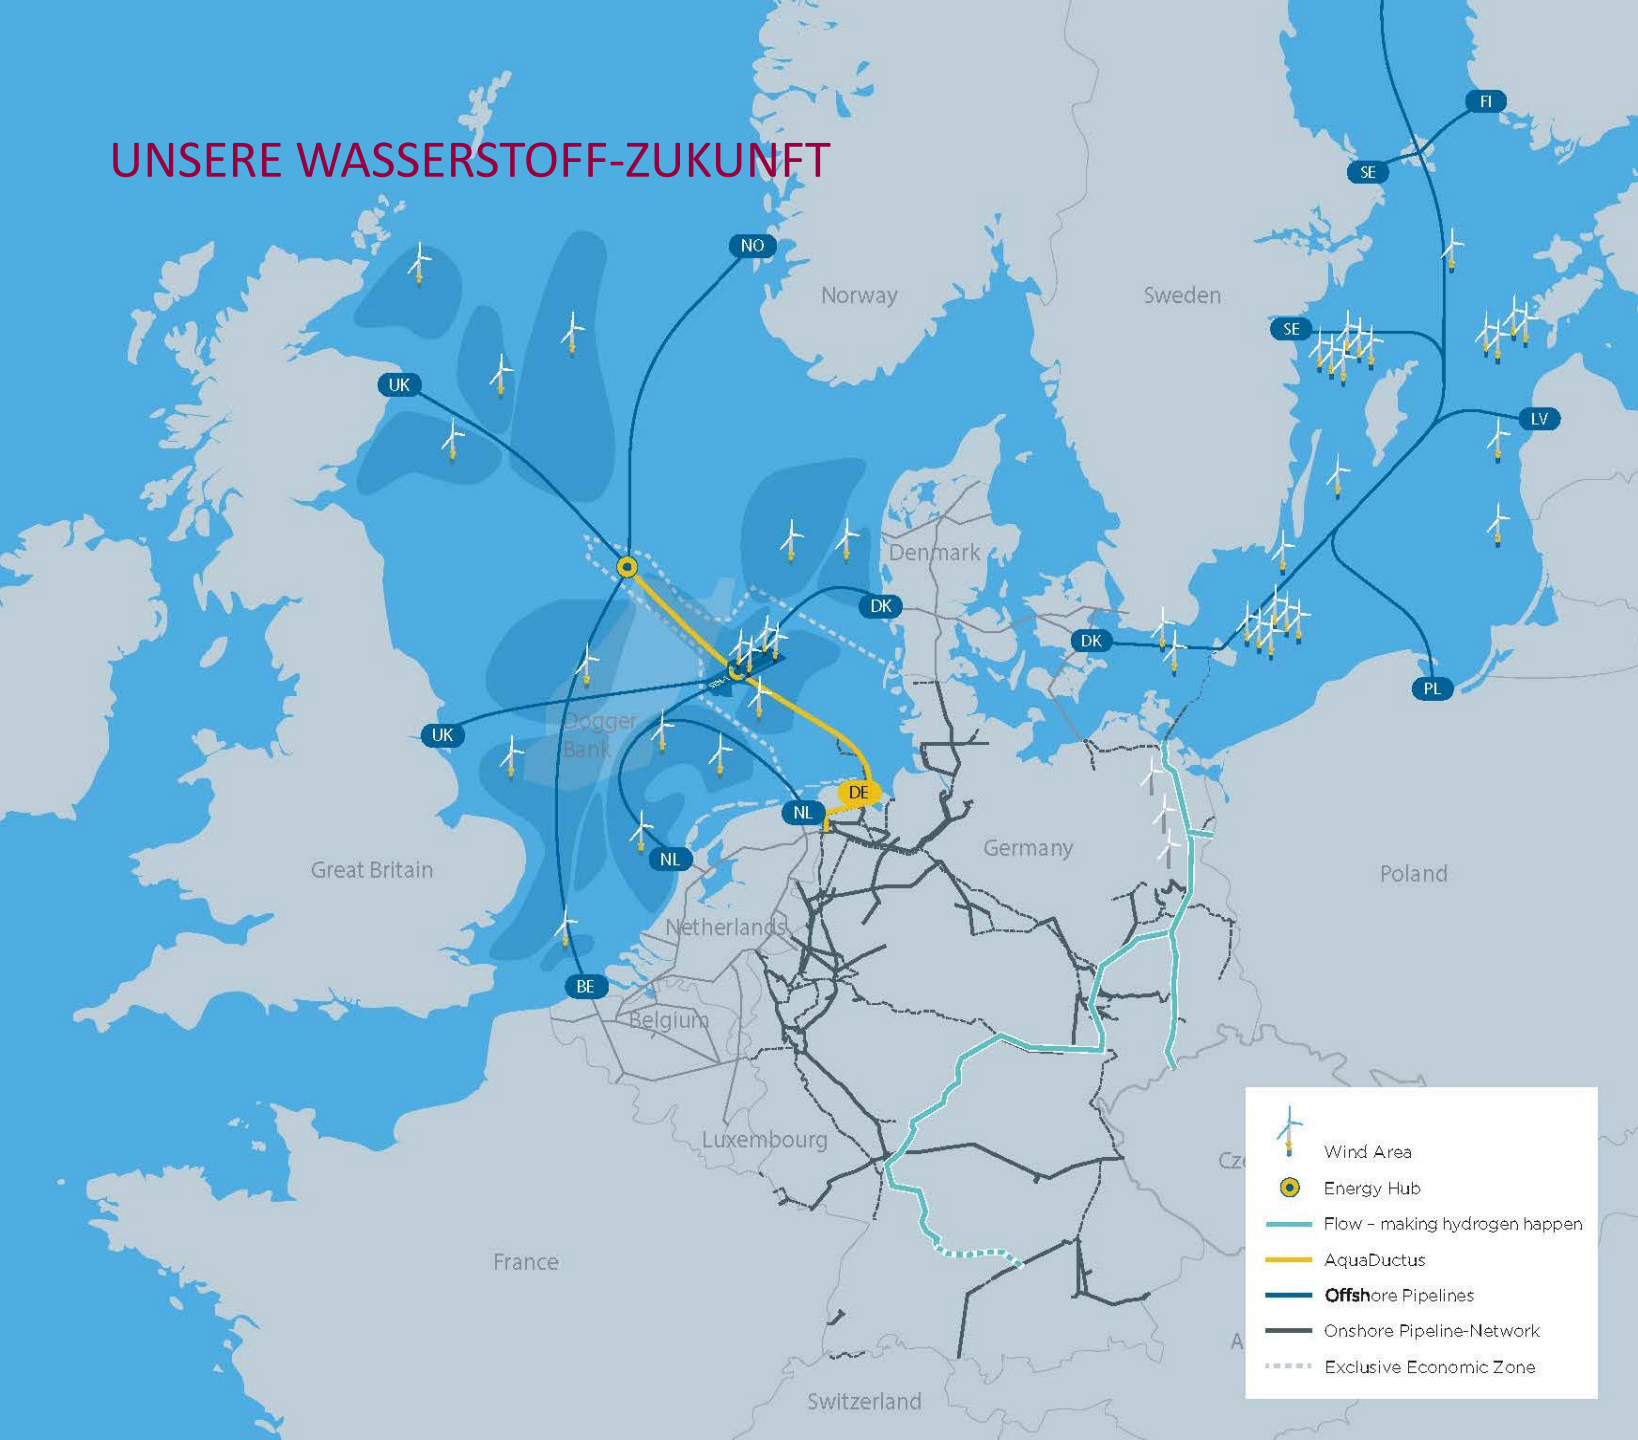 UNSERE WASSERSTOFF-ZUKUNFT
FI
SE
NO
Norway
Sweden
SE
UK
LV
Denmark
DK
DK
PL
UK
Dogger
Bank
DE
NL
Germany
NL
Great Britain
Poland
Netherlands
BE
Belgium
Luxembourg
Cz
France
A
Switzerland
Wind Area
Energy Hub
Flow – making hydrogen happen
AquaDuctus
Offshore Pipelines
Onshore Pipeline-Network
Exclusive Economic Zone